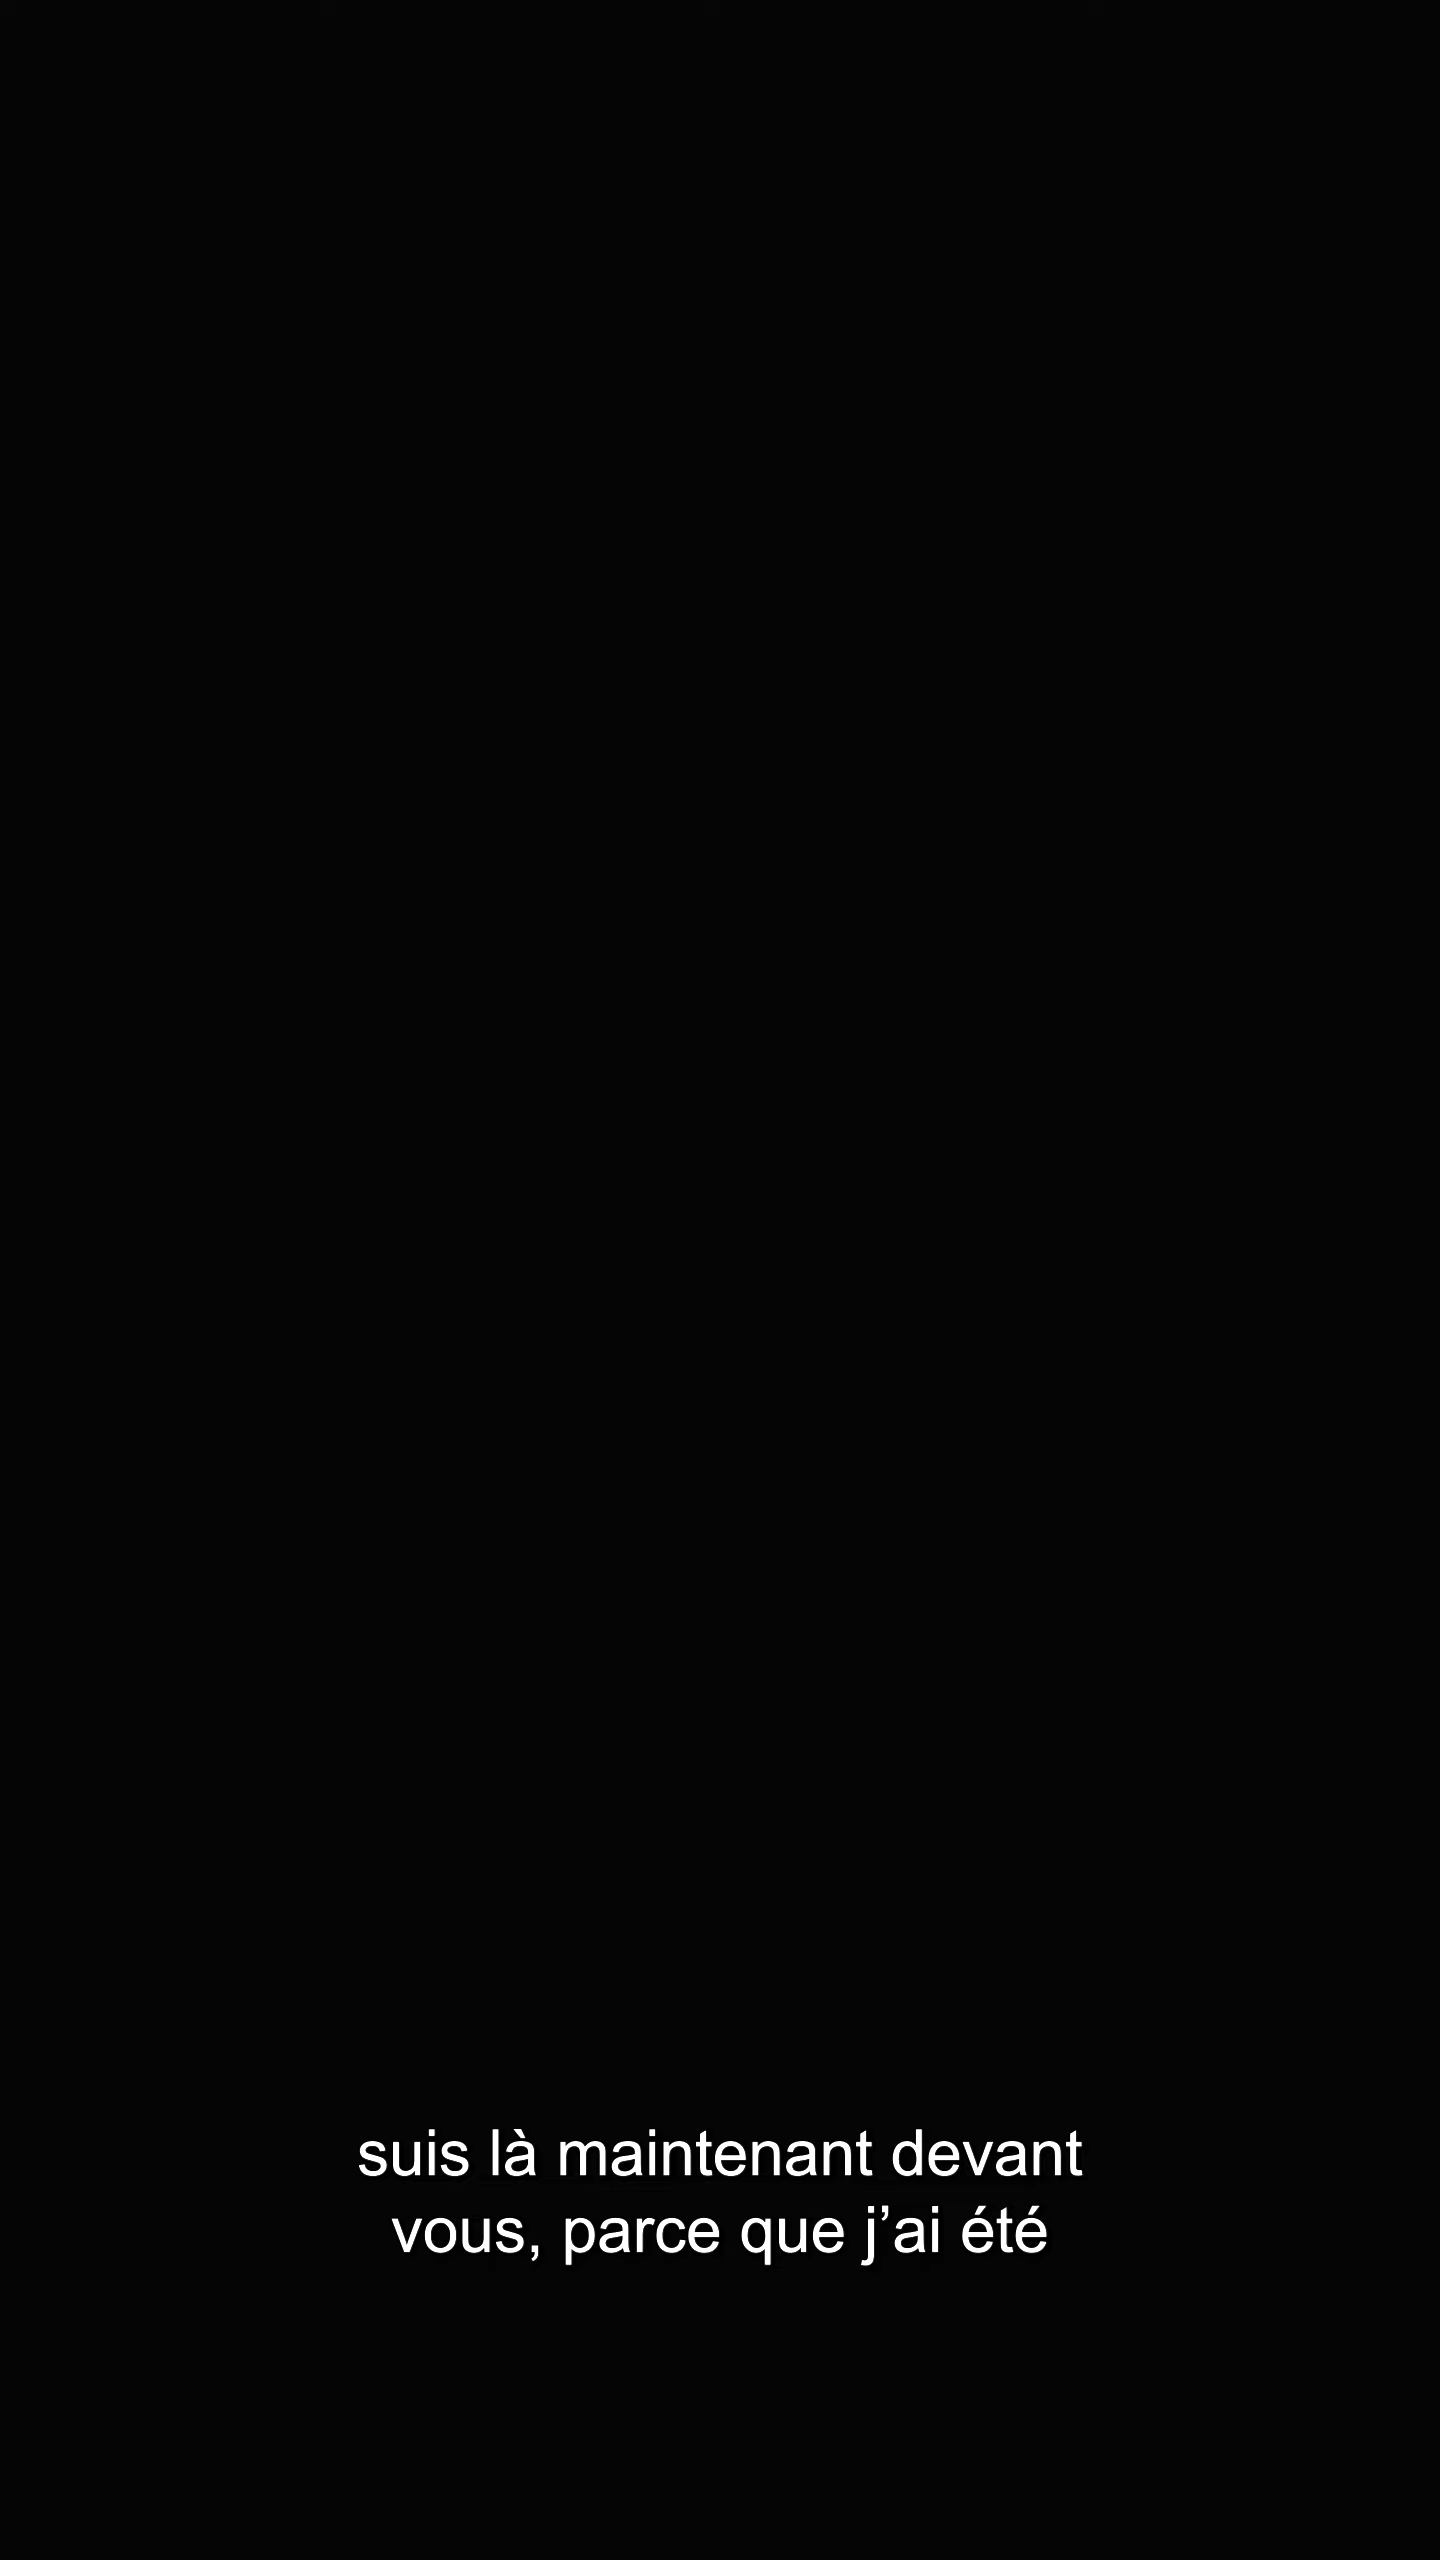 suis là maintenant devant
vous, parce que j’ai été